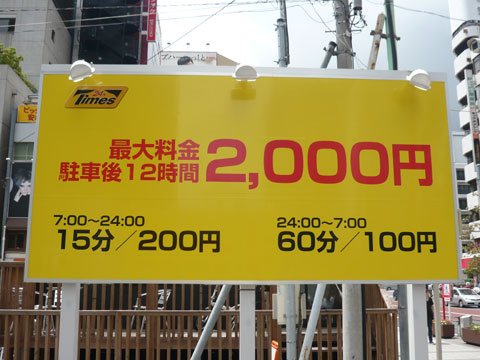 24h
Times
最大料金
駐車後12時間
2,000円
7:00～24:00
15分／200円
24:00～7:00
60分／100円